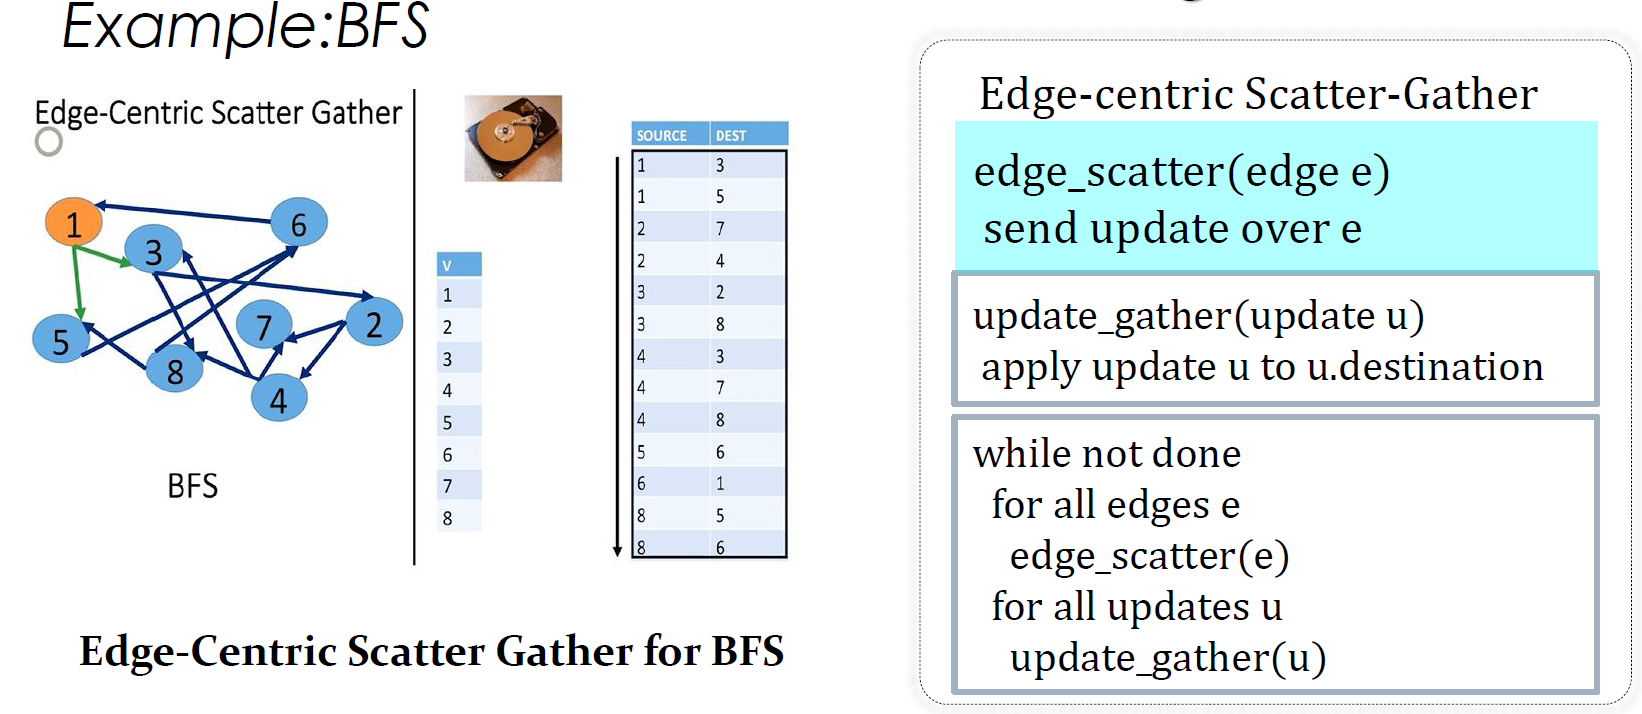 Example:BFS
Edge-Centric Scatter Gather
1
6
3
5
7
2
8
4
BFS
V
1
2
3
4
5
6
7
8
SOURCE DEST
1 3
1 5
2 7
2 4
3 2
3 8
4 3
4 7
4 8
5 6
6 1
8 5
8 6
Edge-Centric Scatter Gather for BFS
Edge-centric Scatter-Gather
edge_scatter(edge e)
send update over e
update_gather(update u)
apply update u to u.destination
while not done
for all edges e
edge_scatter(e)
for all updates u
update_gather(u)